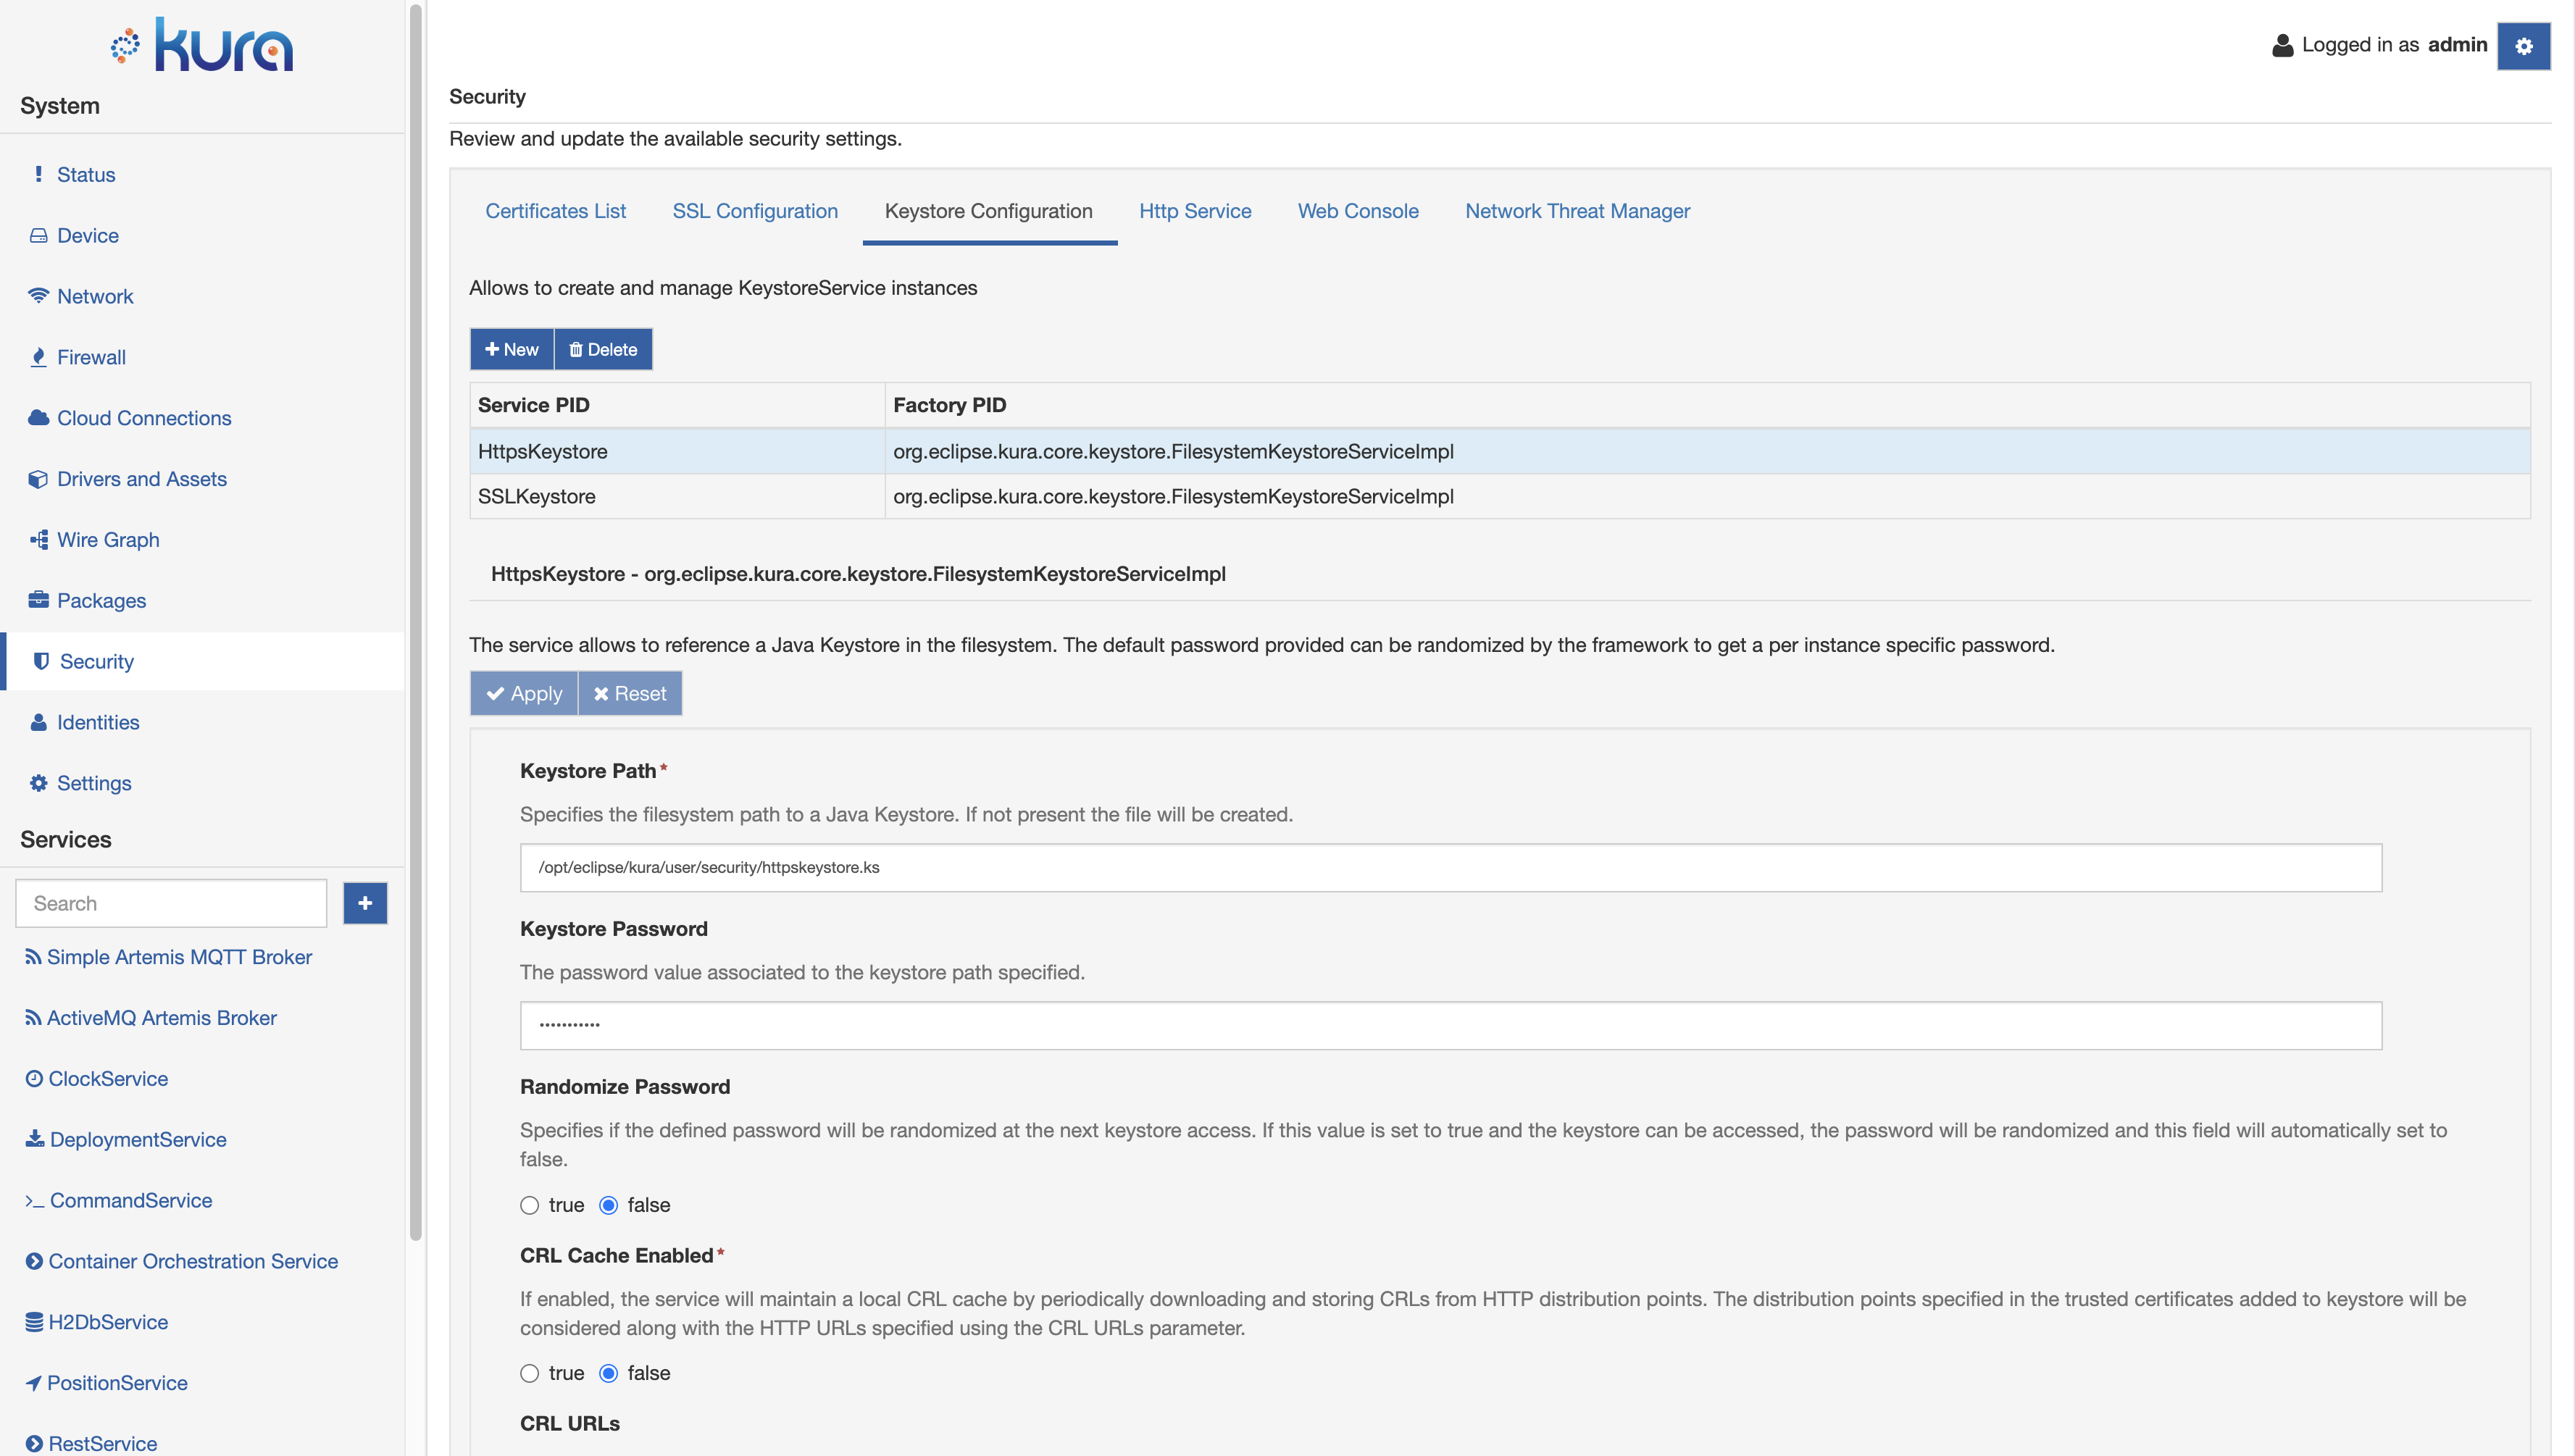 kura
System
Status
Device
Network
Firewall
Cloud Connections
Drivers and Assets
Wire Graph
Packages
Security
Identities
Settings
Services
Search
Simple Artemis MQTT Broker
ActiveMQ Artemis Broker
ClockService
DeploymentService
CommandService
Container Orchestration Service
H2DbService
PositionService
RestService
Logged in as admin
Security
Review and update the available security settings.
Certificates List SSL Configuration Keystore Configuration Http Service Web Console Network Threat Manager
Allows to create and manage KeystoreService instances
New Delete
Service PID Factory PID
HttpsKeystore org.eclipse.kura.core.keystore.FilesystemKeystoreServiceImpl
SSLKeystore org.eclipse.kura.core.keystore.FilesystemKeystoreServiceImpl
HttpsKeystore - org.eclipse.kura.core.keystore.FilesystemKeystoreServiceImpl
The service allows to reference a Java Keystore in the filesystem. The default password provided can be randomized by the framework to get a per instance specific password.
Apply Reset
Keystore Path*
Specifies the filesystem path to a Java Keystore. If not present the file will be created.
/opt/eclipse/kura/user/security/httpskeystore.ks
Keystore Password
The password value associated to the keystore path specified.
•••••••••••
Randomize Password
Specifies if the defined password will be randomized at the next keystore access. If this value is set to true and the keystore can be accessed, the password will be randomized and this field will automatically set to
false.
true false
CRL Cache Enabled*
If enabled, the service will maintain a local CRL cache by periodically downloading and storing CRLs from HTTP distribution points. The distribution points specified in the trusted certificates added to keystore will be
considered along with the HTTP URLs specified using the CRL URLs parameter.
true false
CRL URLs